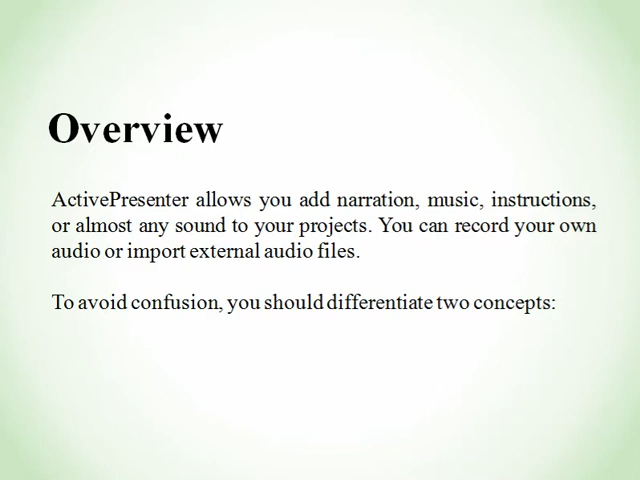 Overview
ActivePresenter allows you add narration, music, instructions,
or almost any sound to your projects. You can record your own
audio or import external audio files.
To avoid confusion, you should differentiate two concepts: